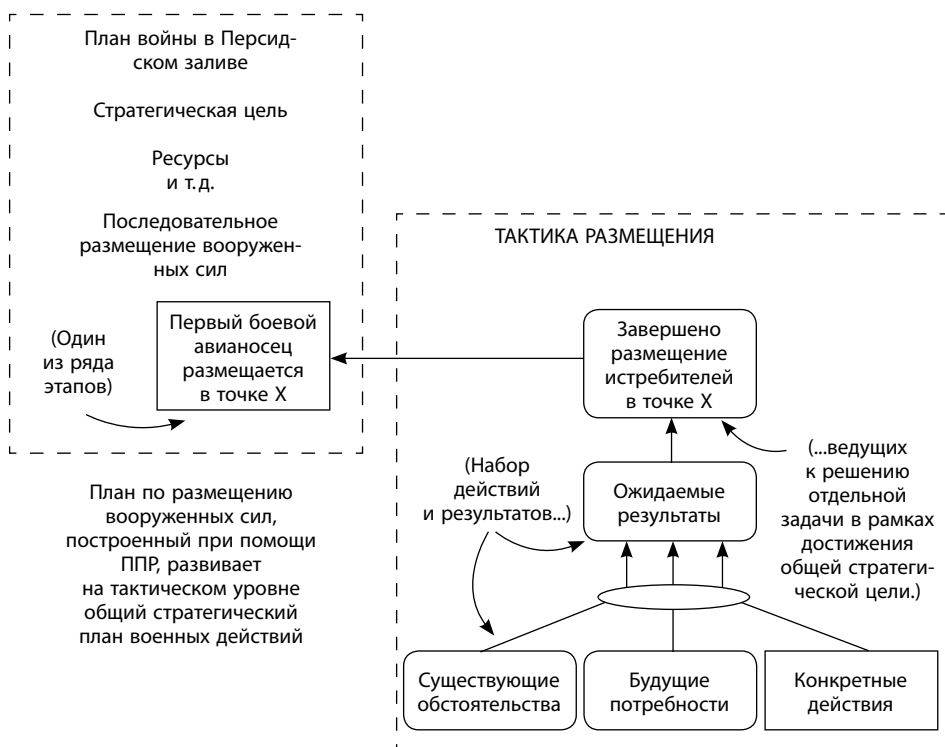 План войны в Персид-
ском заливе
Стратегическая цель
Ресурсы
и т.д.
Последовательное
размещение вооружен-
ных сил
(Один
из ряда
этапов)
Первый боевой
авианосец
размещается
в точке X
План по размещению
вооруженных сил,
построенный при помощи
ППР, развивает
на тактическом уровне
общий стратегический
план военных действий
ТАКТИКА РАЗМЕЩЕНИЯ
Завершено
размещение
истребителей
в точке X
(Набор
действий
и результатов...)
Ожидаемые
результаты
(...ведущих
к решению
отдельной
задачи в рамках
достижения
общей стратеги-
ческой цели.)
Существующие
обстоятельства
Будущие
потребности
Конкретные
действия